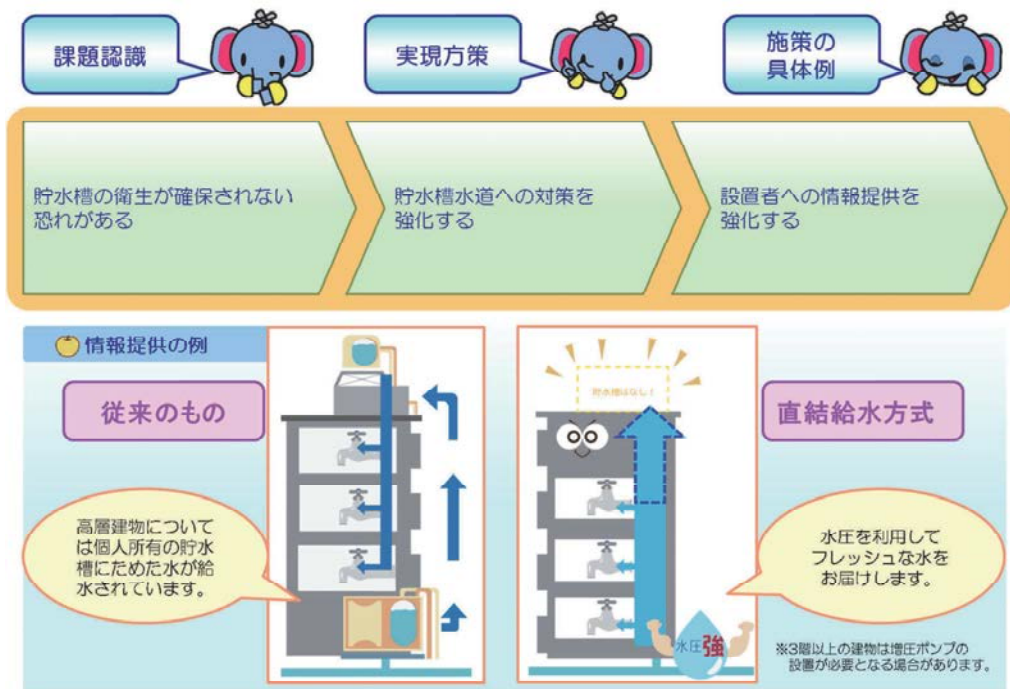 課題認識
実現方策
施策の
具体例
貯水槽の衛生が確保されない
恐れがある
貯水槽水道への対策を
強化する
設置者への情報提供を
強化する
情報提供の例
従来のもの
高層建物については個人所有の貯水
槽にためた水が給
水されています。
貯水槽はなし！
直結給水方式
水圧を利用して
フレッシュな水を
お届けします。
水圧強
※3階以上の建物は増圧ポンプの
設置が必要となる場合があります。